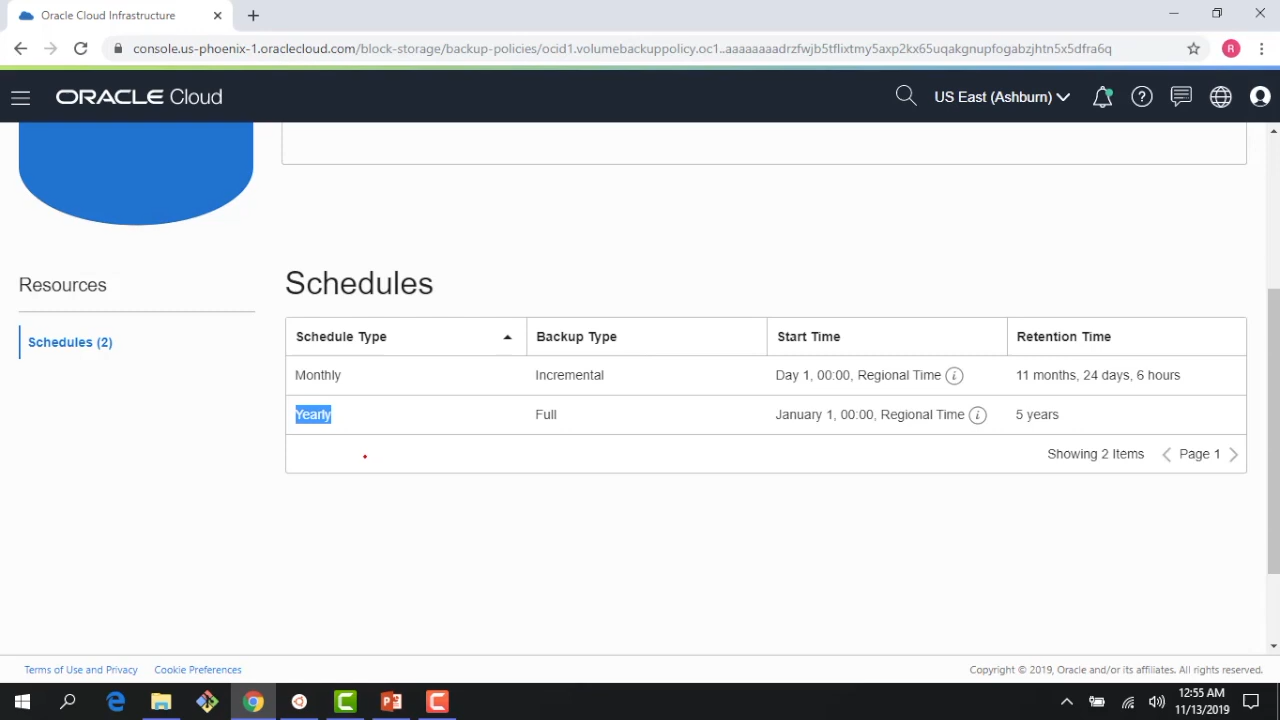 Oracle Cloud Infrastructure
console.us-phoenix-1.oraclecloud.com/block-storage/backup-policies/ocid1.volumebackuppolicy.oc1..aaaaaaaadrzfwjb5tflixtmy5axp2kx65uqakgnupfogabzjhtn5x5dfra6q
R
ORACLE Cloud
US East (Ashburn)
Resources
Schedules (2)
Schedules
Schedule Type Backup Type Start Time Retention Time
Monthly Incremental Day 1, 00:00, Regional Time 11 months, 24 days, 6 hours
Yearly Full January 1, 00:00, Regional Time 5 years
Showing 2 Items Page 1
Terms of Use and Privacy Cookie Preferences Copyright © 2019, Oracle and/or its affiliates. All rights reserved.
12:55 AM
11/13/2019